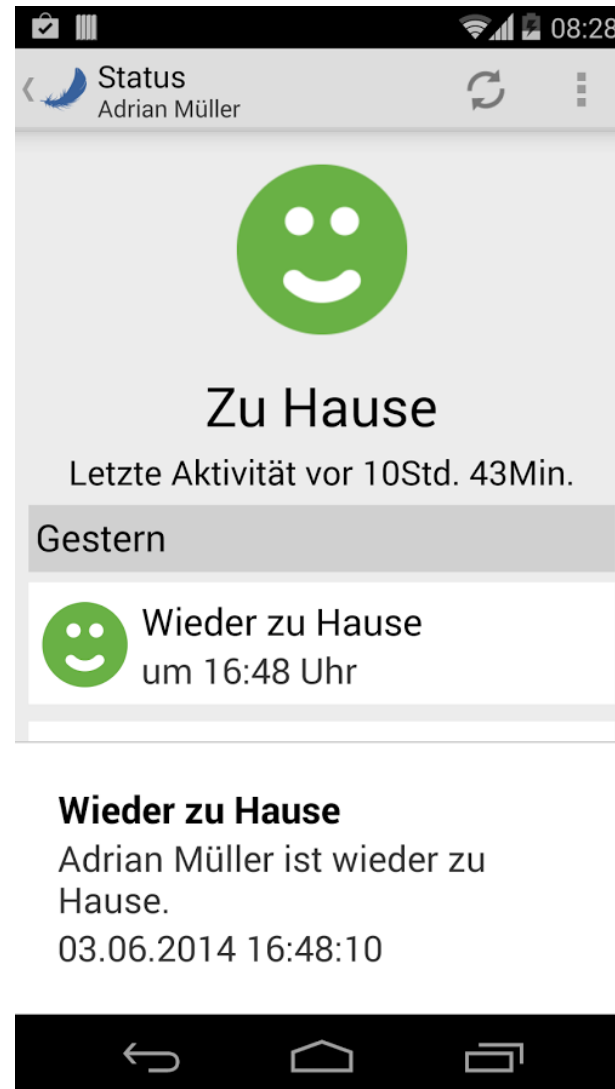 08:28
Status
Adrian Müller
Zu Hause
Letzte Aktivität vor 10Std. 43Min.
Gestern
Wieder zu Hause
um 16:48 Uhr
Wieder zu Hause
Adrian Müller ist wieder zu
Hause.
03.06.2014 16:48:10